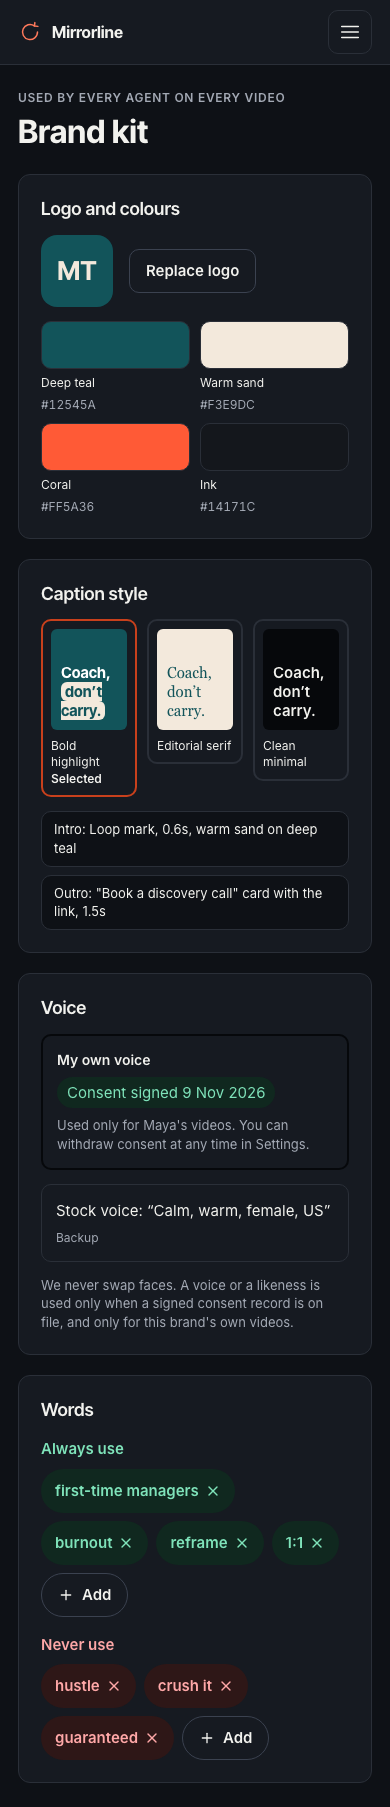 Mirrorline
USED BY EVERY AGENT ON EVERY VIDEO
Brand kit
Logo and colours
MT
Replace logo
Deep teal
#12545A
Warm sand
#F3E9DC
Coral
#FF5A36
Ink
#14171C
Caption style
Coach,
don’t
carry.
Bold
highlight
Selected
Coach,
don’t
carry.
Editorial serif
Coach,
don’t
carry.
Clean
minimal
Intro: Loop mark, 0.6s, warm sand on deep
teal
Outro: "Book a discovery call" card with the
link, 1.5s
Voice
My own voice
Consent signed 9 Nov 2026
Used only for Maya's videos. You can
withdraw consent at any time in Settings.
Stock voice: “Calm, warm, female, US”
Backup
We never swap faces. A voice or a likeness is
used only when a signed consent record is on
file, and only for this brand's own videos.
Words
Always use
first-time managers ×
burnout × reframe × 1:1 ×
+ Add
Never use
hustle × crush it ×
guaranteed × + Add